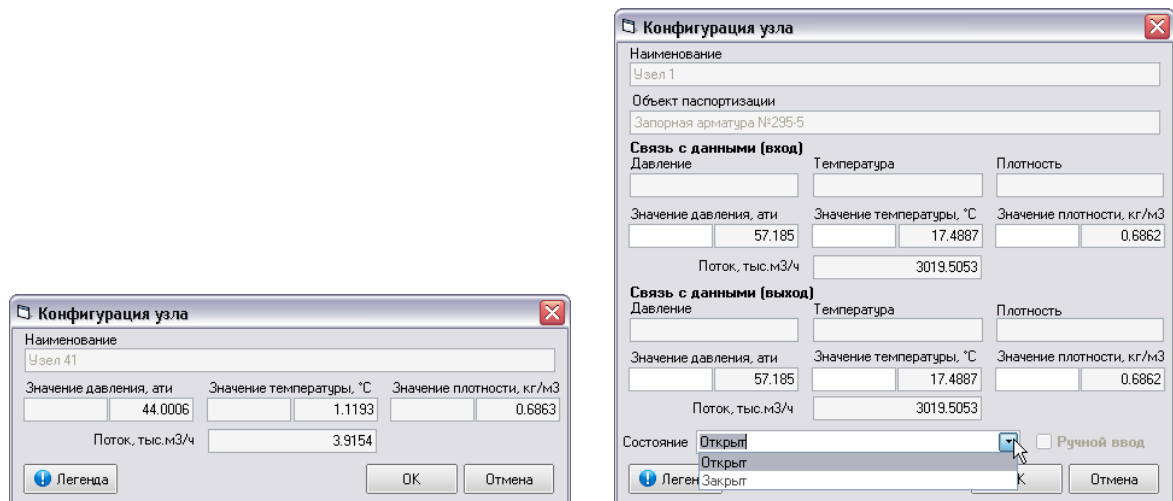 Конфигурация узла
Наименование
Узел 41
Значение давления, ати Значение температуры, °С Значение плотности, кг/м3
44.0006 1.1193 0.6863
Поток, тыс.м3/ч 3.9154
Легенда OK Отмена
Конфигурация узла
Наименование
Узел 1
Объект паспортизации
Запорная арматура №295-5
Связь с данными (вход)
Давление Температура Плотность
Значение давления, ати Значение температуры, °С Значение плотности, кг/м3
57.185 17.4887 0.6862
Поток, тыс.м3/ч 3019.5053
Связь с данными (выход)
Давление Температура Плотность
Значение давления, ати Значение температуры, °С Значение плотности, кг/м3
57.185 17.4887 0.6862
Поток, тыс.м3/ч 3019.5053
Состояние Открыт Ручной ввод
Открыт
Леген Закрыт К Отмена